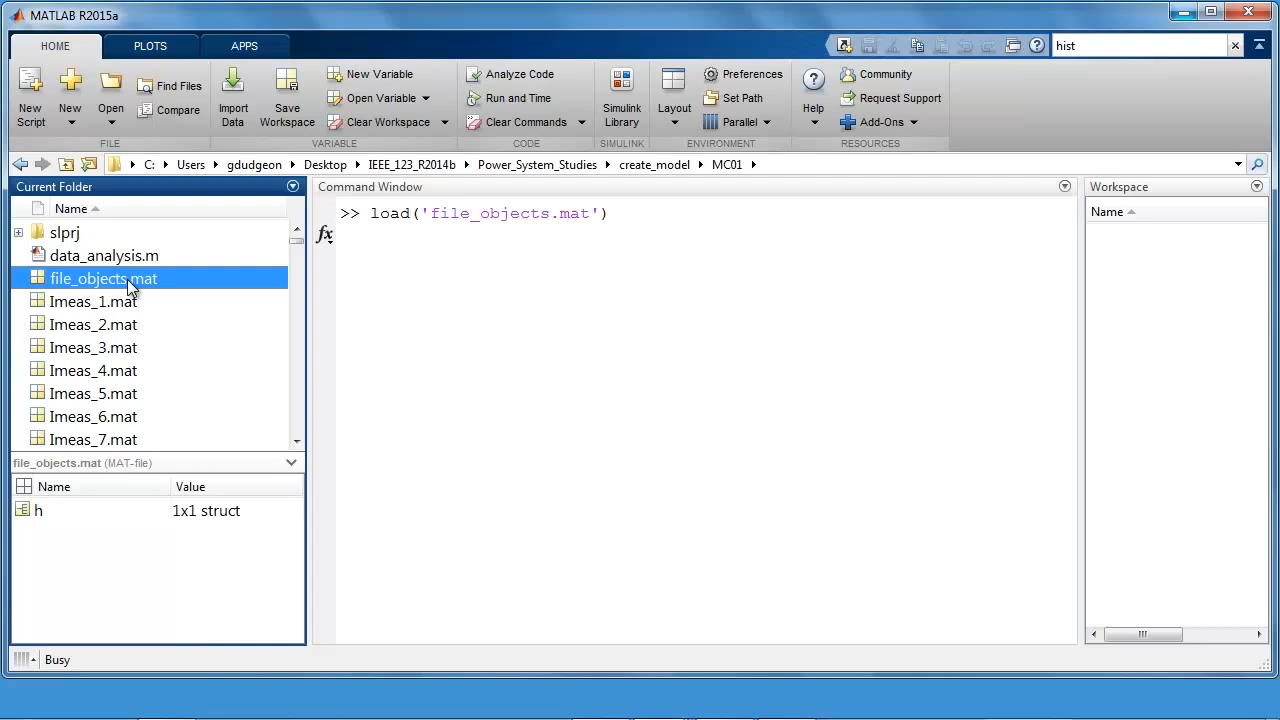 MATLAB R2015a
HOME PLOTS APPS hist
New Script New Open Find Files Compare
Import Data Save Workspace New Variable Open Variable Clear Workspace
Analyze Code Run and Time Clear Commands
Simulink Library Layout Preferences Set Path Parallel
Help Community Request Support Add-Ons
FILE VARIABLE CODE SIMULINK ENVIRONMENT RESOURCES
C: Users gdudgeon Desktop IEEE_123_R2014b Power_System_Studies create_model MC01
Current Folder
Name
slprj
data_analysis.m
file_objects.mat
Imeas_1.mat
Imeas_2.mat
Imeas_3.mat
Imeas_4.mat
Imeas_5.mat
Imeas_6.mat
Imeas_7.mat
file_objects.mat (MAT-file)
Name Value
h 1x1 struct
Command Window
>> load('file_objects.mat')
fx
Workspace
Name
Busy